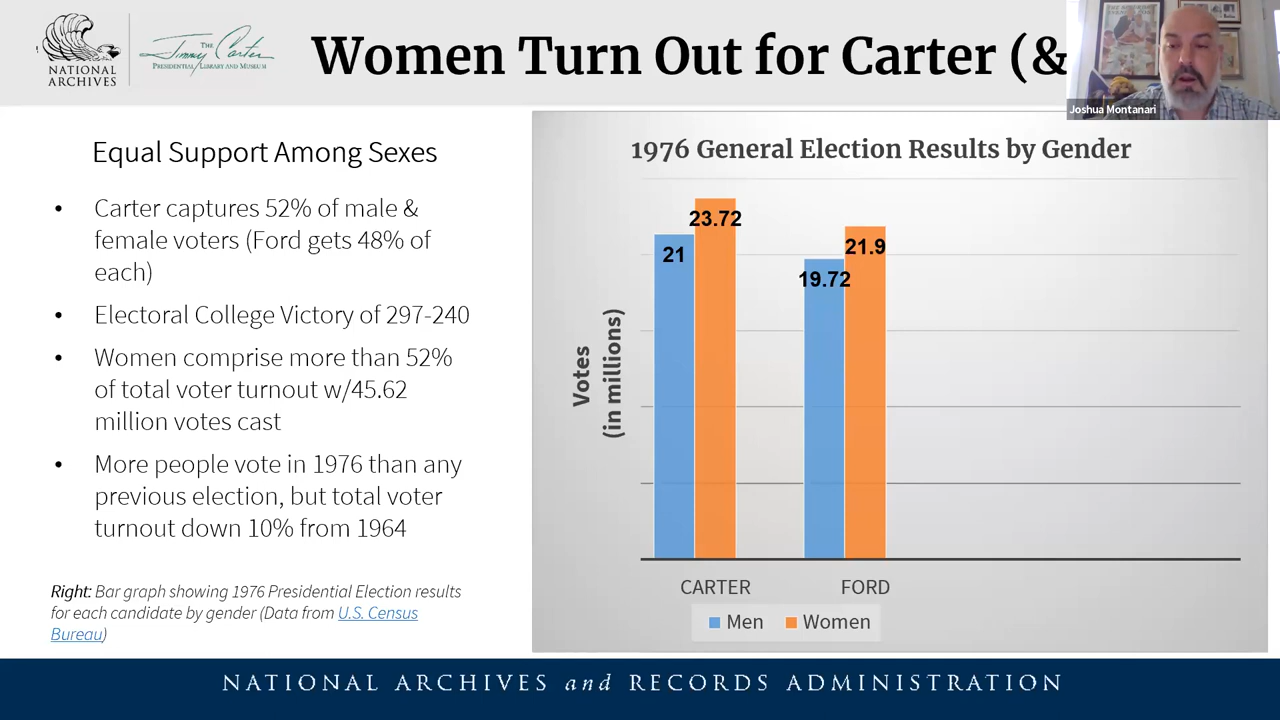 NATIONAL
ARCHIVES
THE
Jimmy Carter
PRESIDENTIAL LIBRARY AND MUSEUM
Women Turn Out for Carter (&
Joshua Montanari
Equal Support Among Sexes
• Carter captures 52% of male &
female voters (Ford gets 48% of
each)
• Electoral College Victory of 297-240
• Women comprise more than 52%
of total voter turnout w/45.62
million votes cast
• More people vote in 1976 than any
previous election, but total voter
turnout down 10% from 1964
Right: Bar graph showing 1976 Presidential Election results
for each candidate by gender (Data from U.S. Census
Bureau)
1976 General Election Results by Gender
Votes
(in millions)
23.72
21
21.9
19.72
CARTER FORD
Men Women
NATIONAL ARCHIVES and RECORDS ADMINISTRATION